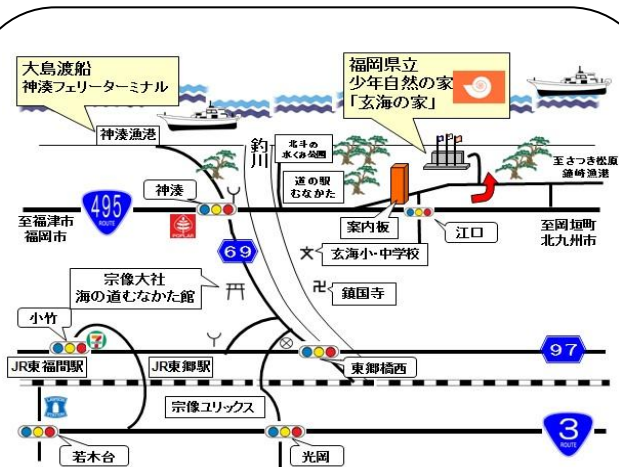 大島渡船
神湊フェリーターミナル
福岡県立
少年自然の家
「玄海の家」
神湊漁港
釣川
北斗の
水くみ公園
道の駅
むなかた
至さつき松原
鐘崎漁港
神湊
495
ROUTE
至福津市
福岡市
POPLAR
案内板
江口
至岡垣町
北九州市
69
玄海小・中学校
宗像大社
海の道むなかた館
鎮国寺
小竹
JR東福間駅
JR東郷駅
東郷橋西
97
宗像ユリックス
若木台
光岡
3
ROUTE